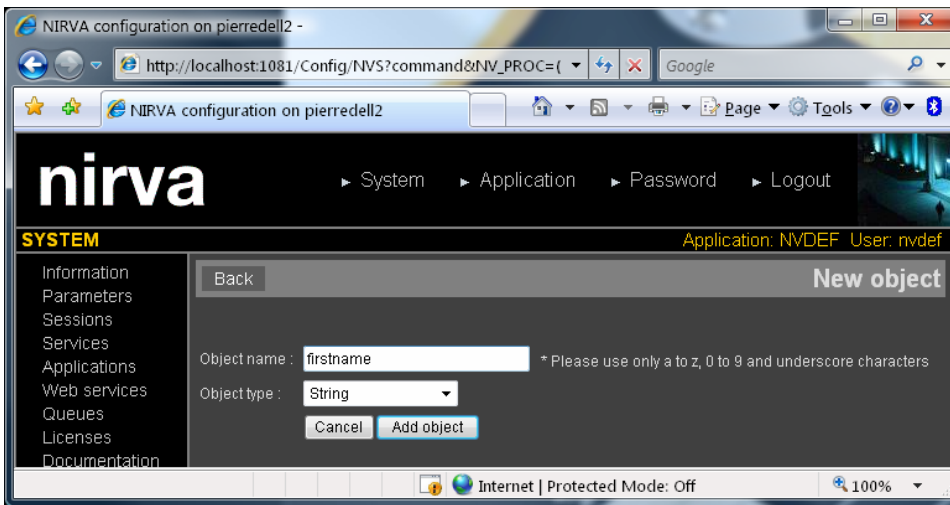 NIRVA configuration on pierredell2 -
http://localhost:1081/Config/NVS?command&NV_PROC=(
Google
NIRVA configuration on pierredell2
Page
Tools
nirva
System
Application
Password
Logout
SYSTEM
Application: NVDEF User: nvdef
Information
Parameters
Sessions
Services
Applications
Web services
Queues
Licenses
Documentation
Back
New object
Object name : firstname * Please use only a to z, 0 to 9 and underscore characters
Object type : String
Cancel
Add object
Internet | Protected Mode: Off
100%